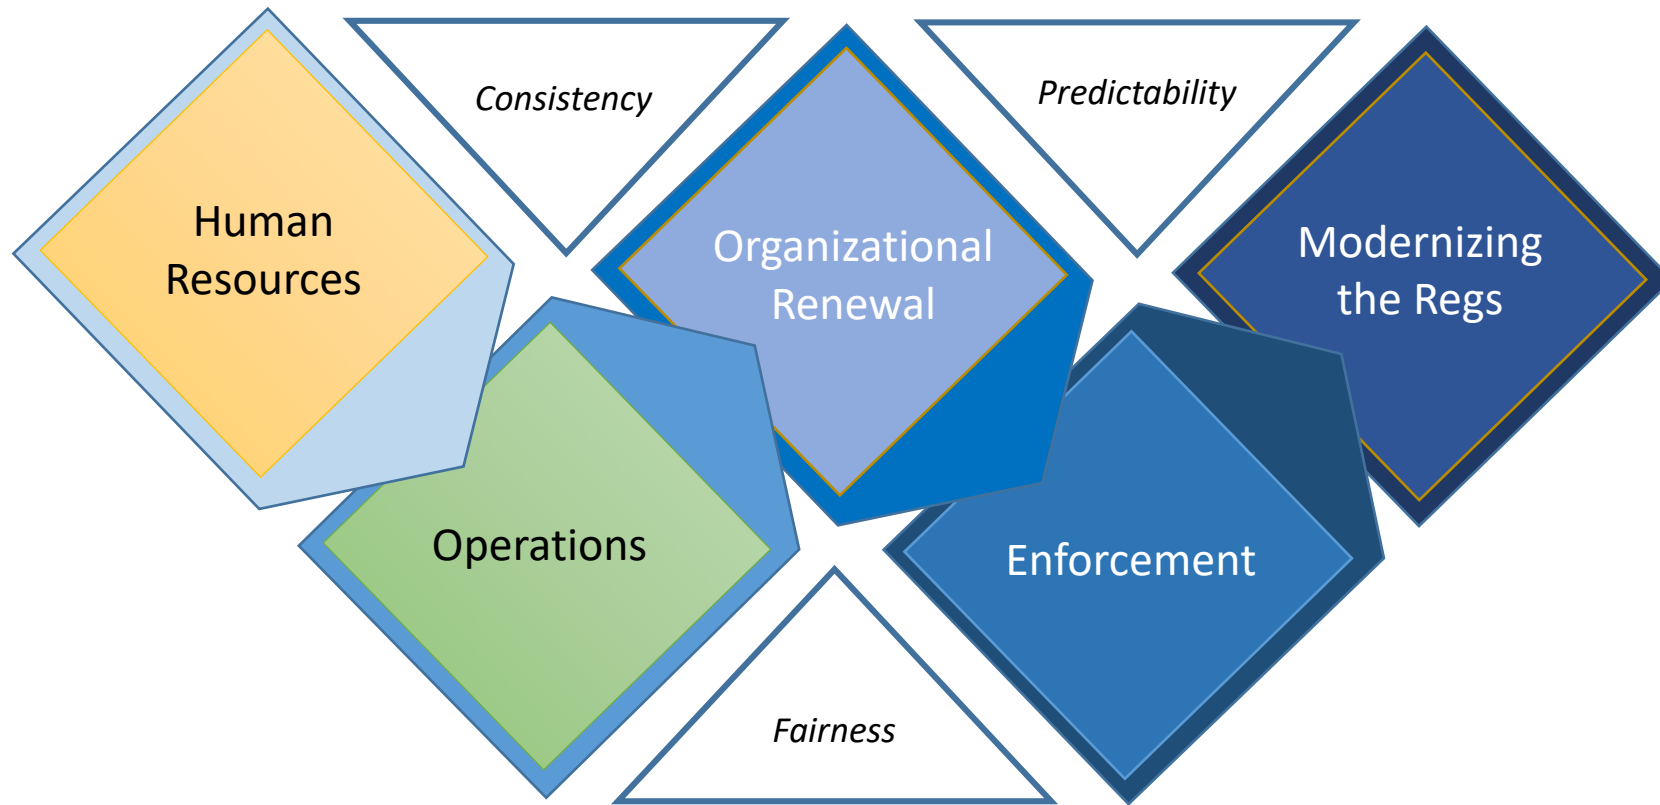 Consistency
Predictability
Human
Resources
Organizational
Renewal
Modernizing
the Regs
Operations
Enforcement
Fairness